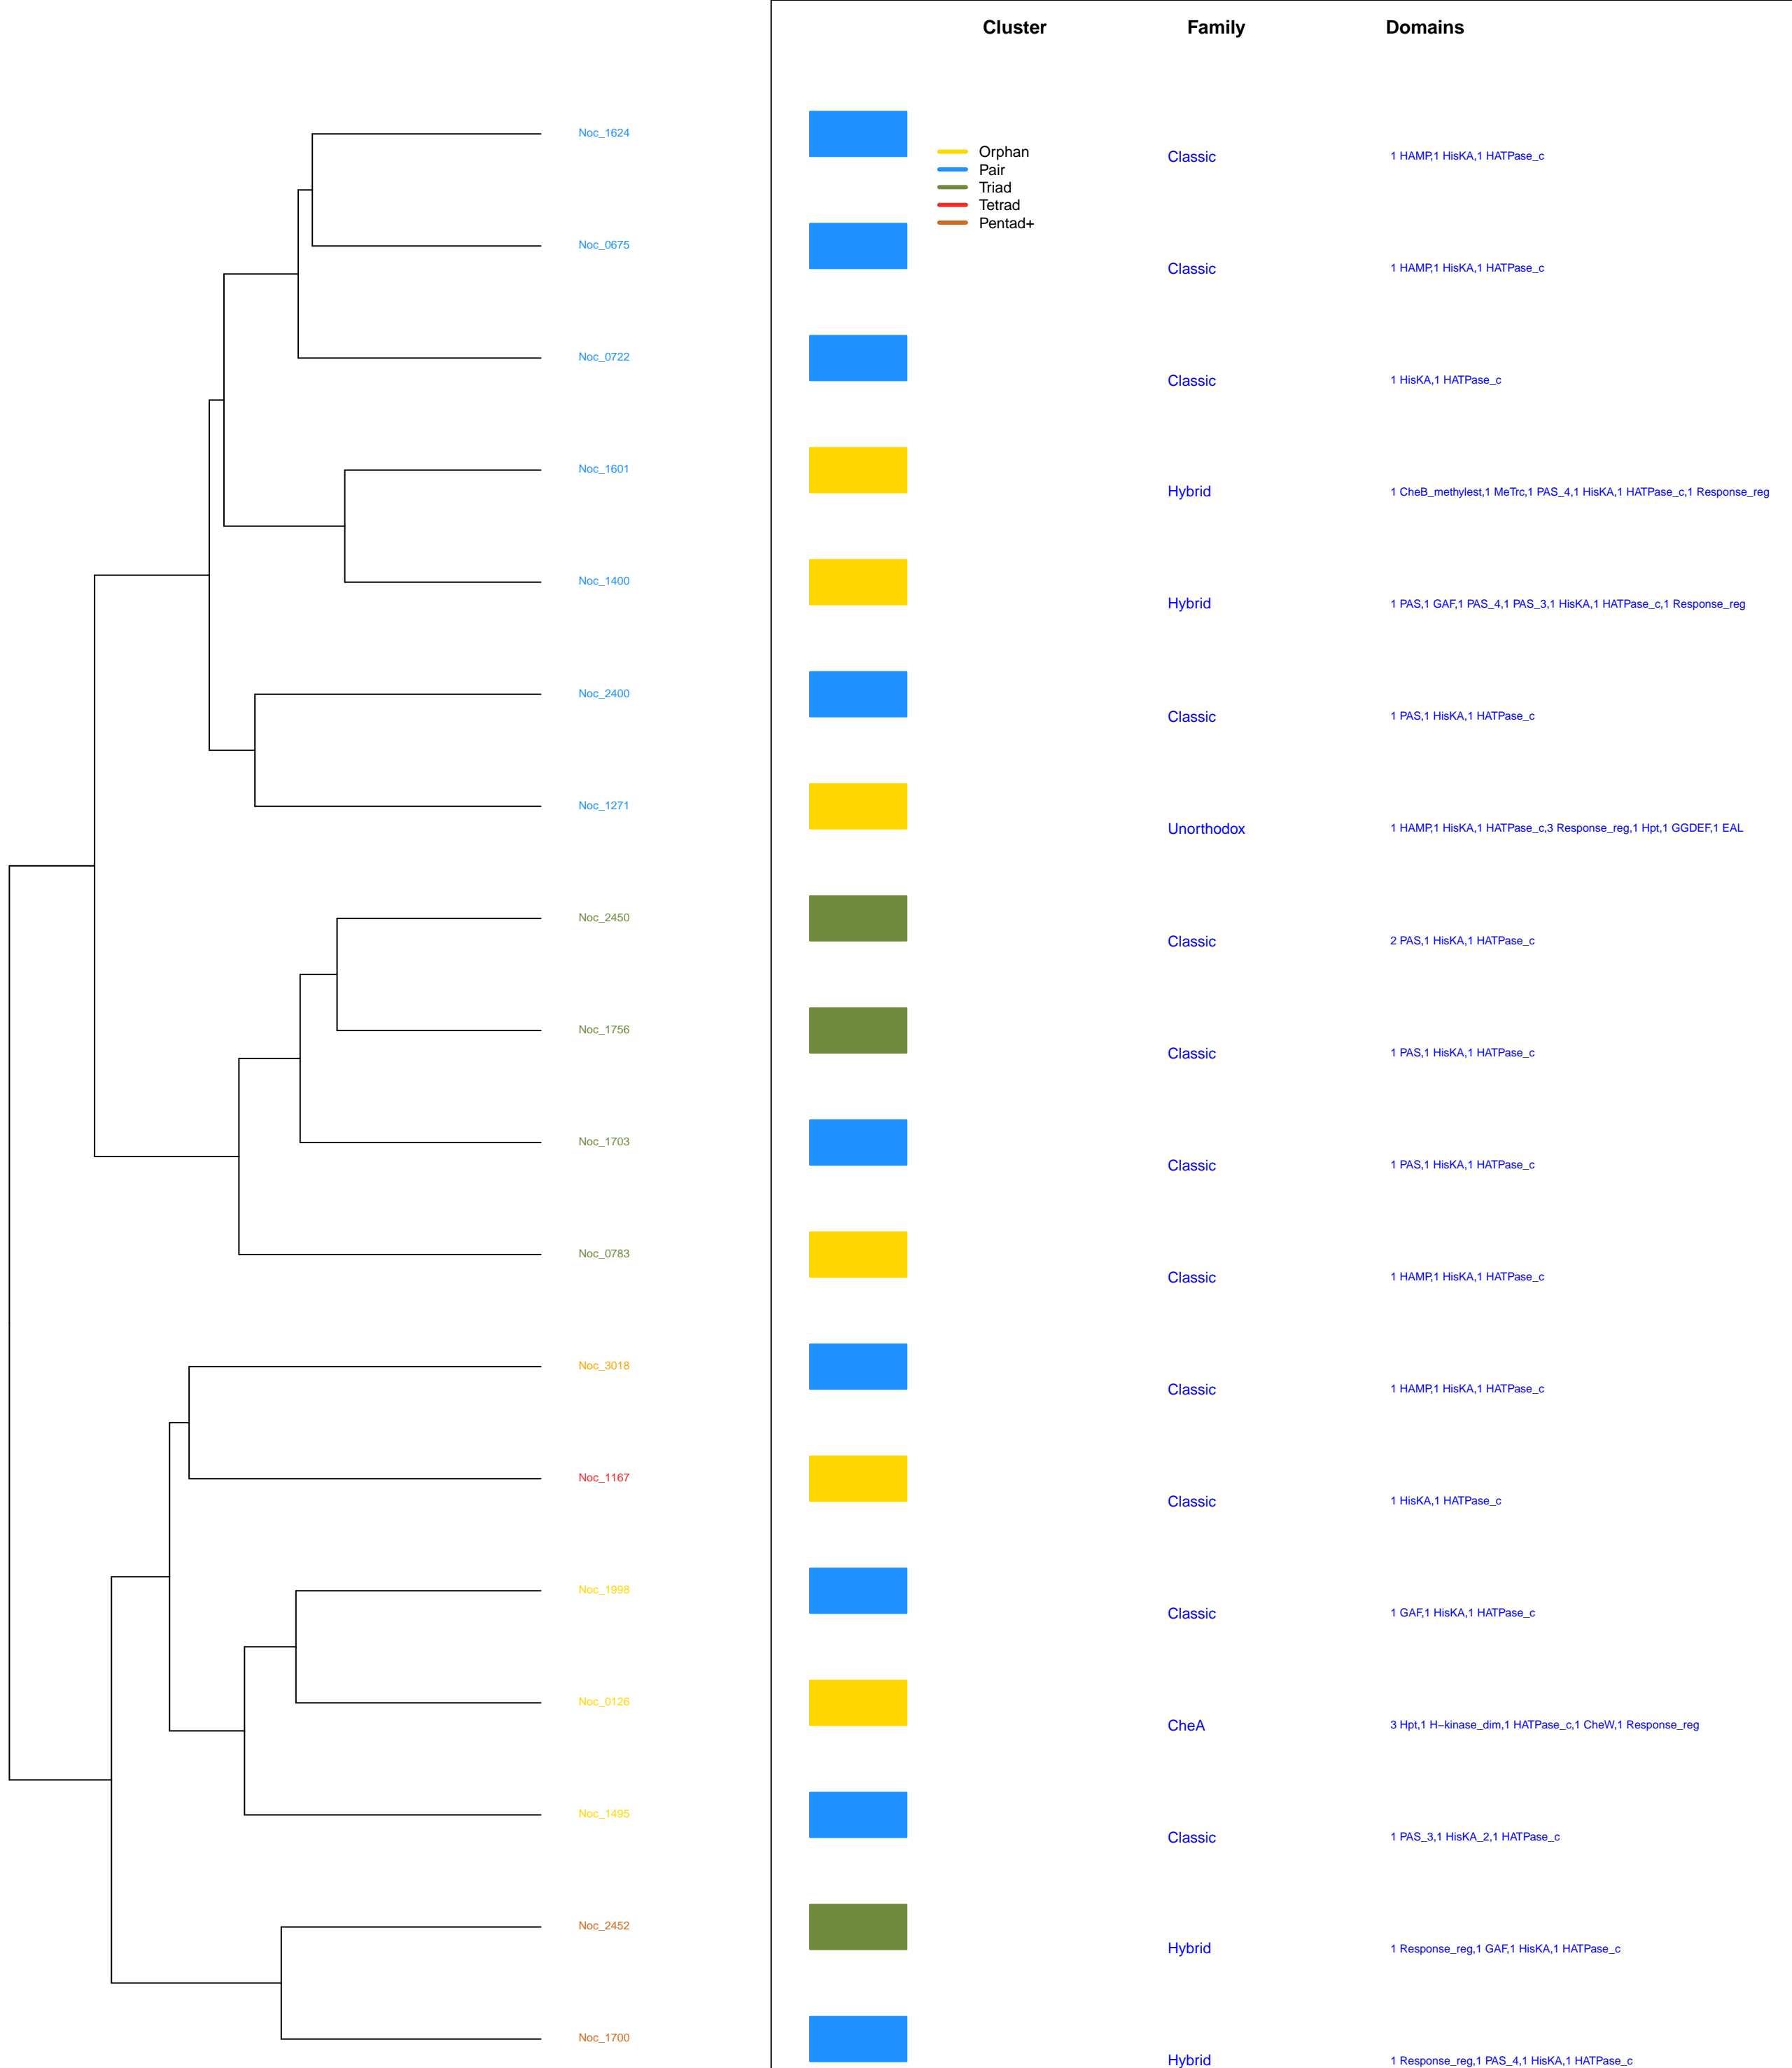 Cluster Family Domains
Noc_1624
Orphan
Pair
Triad
Tetrad
Pentad+
Classic 1 HAMP,1 HisKA,1 HATPase_c
Noc_0675
Classic 1 HAMP,1 HisKA,1 HATPase_c
Noc_0722
Classic 1 HisKA,1 HATPase_c
Noc_1601
Hybrid 1 CheB_methylest,1 MeTrc,1 PAS_4,1 HisKA,1 HATPase_c,1 Response_reg
Noc_1400
Hybrid 1 PAS,1 GAF,1 PAS_4,1 PAS_3,1 HisKA,1 HATPase_c,1 Response_reg
Noc_2400
Classic 1 PAS,1 HisKA,1 HATPase_c
Noc_1271
Unorthodox 1 HAMP,1 HisKA,1 HATPase_c,3 Response_reg,1 Hpt,1 GGDEF,1 EAL
Noc_2450
Classic 2 PAS,1 HisKA,1 HATPase_c
Noc_1756
Classic 1 PAS,1 HisKA,1 HATPase_c
Noc_1703
Classic 1 PAS,1 HisKA,1 HATPase_c
Noc_0783
Classic 1 HAMP,1 HisKA,1 HATPase_c
Noc_3018
Classic 1 HAMP,1 HisKA,1 HATPase_c
Noc_1167
Classic 1 HisKA,1 HATPase_c
Noc_1998
Classic 1 GAF,1 HisKA,1 HATPase_c
Noc_0126
CheA 3 Hpt,1 H−kinase_dim,1 HATPase_c,1 CheW,1 Response_reg
Noc_1495
Classic 1 PAS_3,1 HisKA_2,1 HATPase_c
Noc_2452
Hybrid 1 Response_reg,1 GAF,1 HisKA,1 HATPase_c
Noc_1700
Hybrid 1 Response_reg,1 PAS_4,1 HisKA,1 HATPase_c